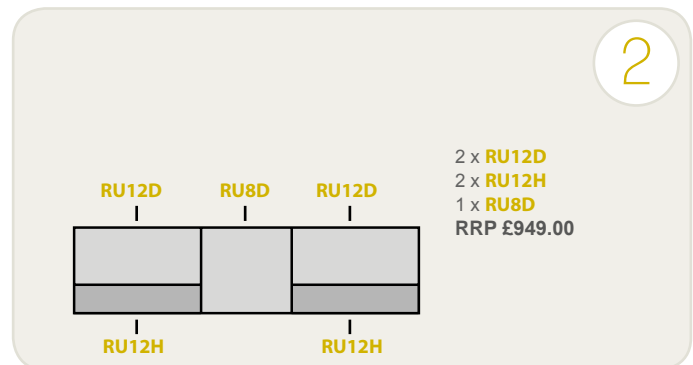 2
2 x RU12D
2 x RU12H
1 x RU8D
RRP £949.00
RU12D RU8D RU12D
RU12H RU12H